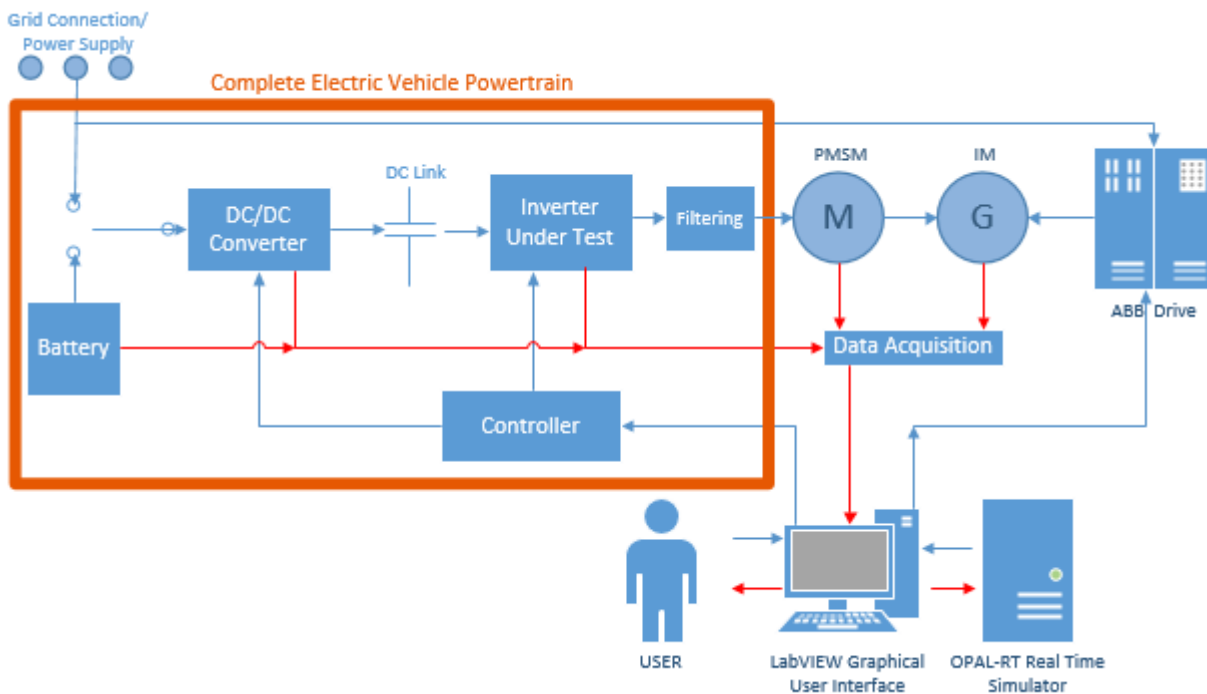 Grid Connection/
Power Supply
Complete Electric Vehicle Powertrain
PMSM
IM
DC Link
DC/DC
Converter
Inverter
Under Test
Filtering
M
G
ABB Drive
Battery
Data Acquisition
Controller
USER
LabVIEW Graphical
User Interface
OPAL-RT Real Time
Simulator